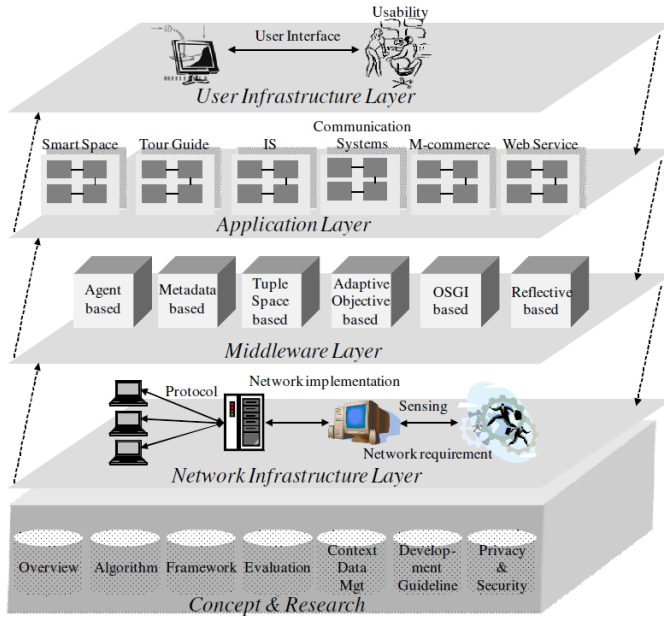 Usability
User Interface
User Infrastructure Layer
Smart Space
Tour Guide
IS
Communication
Systems
M-commerce
Web Service
Application Layer
Agent
based
Metadata
based
Tuple
Space
based
Adaptive
Objective
based
OSGI
based
Reflective
based
Middleware Layer
Protocol
Network implementation
Sensing
Network requirement
Network Infrastructure Layer
Overview
Algorithm
Framework
Evaluation
Context
Data
Mgt
Develop-
ment
Guideline
Privacy
&
Security
Concept & Research